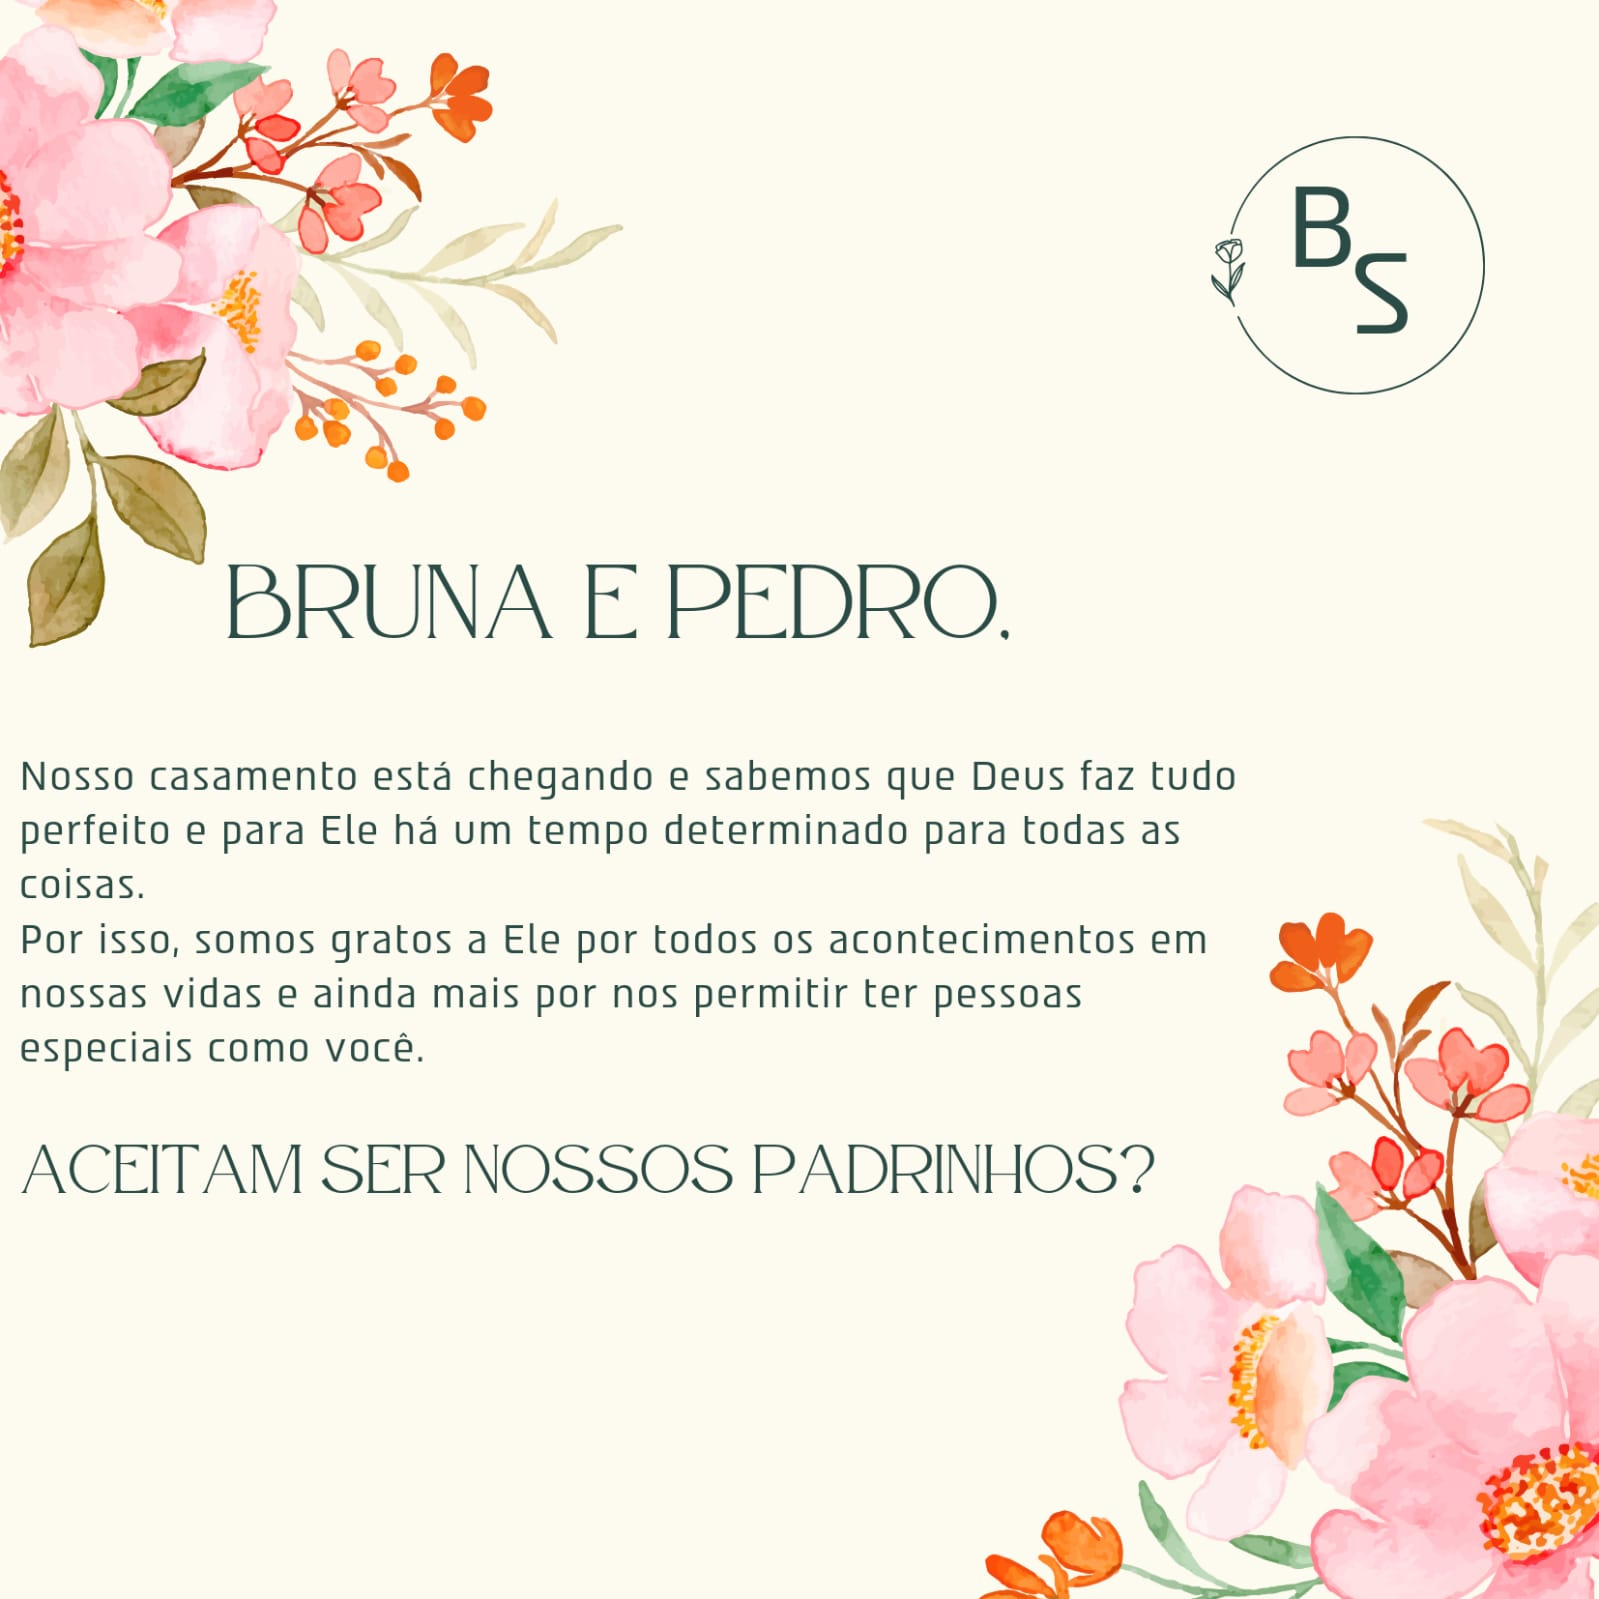 B
S
BRUNA E PEDRO,
Nosso casamento está chegando e sabemos que Deus faz tudo
perfeito e para Ele há um tempo determinado para todas as
coisas.
Por isso, somos gratos a Ele por todos os acontecimentos em
nossas vidas e ainda mais por nos permitir ter pessoas
especiais como você.
ACEITAM SER NOSSOS PADRINHOS?